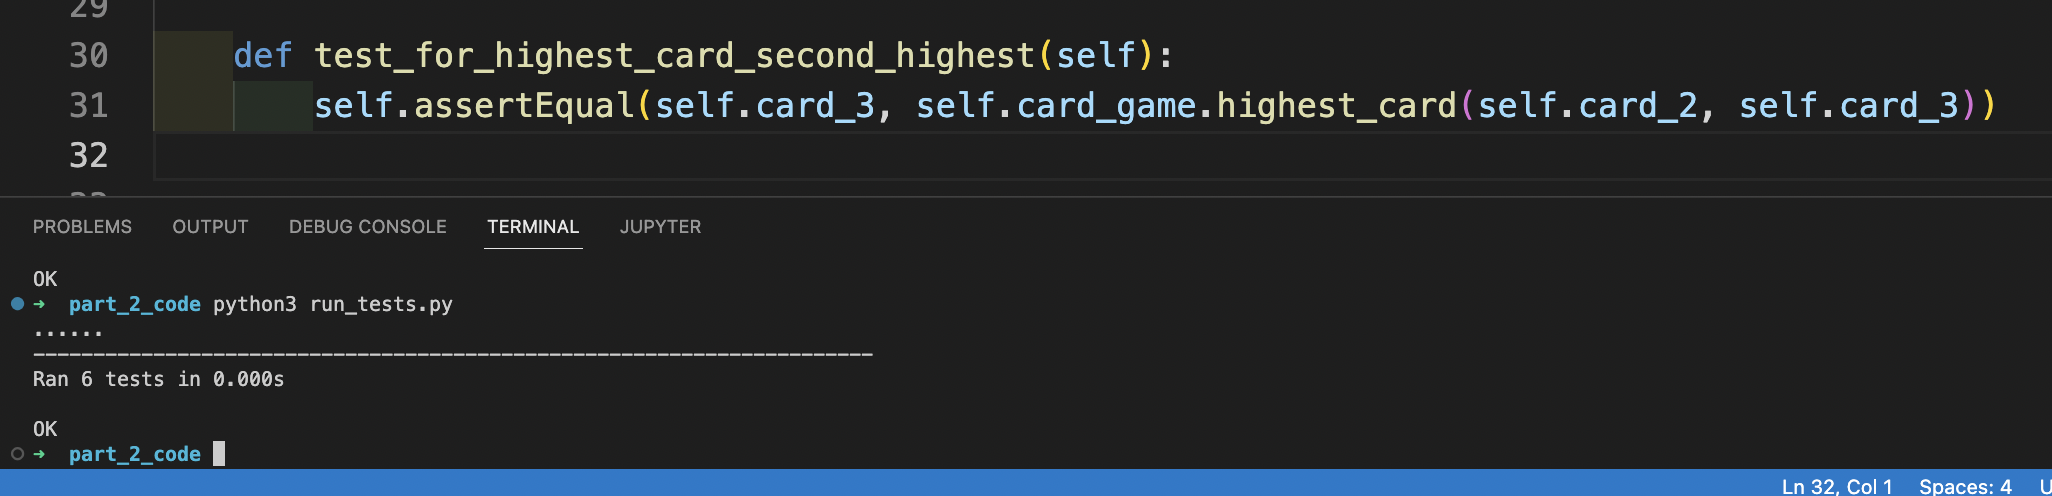 29
30 def test_for_highest_card_second_highest(self):
31 self.assertEqual(self.card_3, self.card_game.highest_card(self.card_2, self.card_3))
32
PROBLEMS OUTPUT DEBUG CONSOLE TERMINAL JUPYTER
OK
➜ part_2_code python3 run_tests.py
......
----------------------------------------------------------------------
Ran 6 tests in 0.000s
OK
➜ part_2_code
Ln 32, Col 1 Spaces: 4